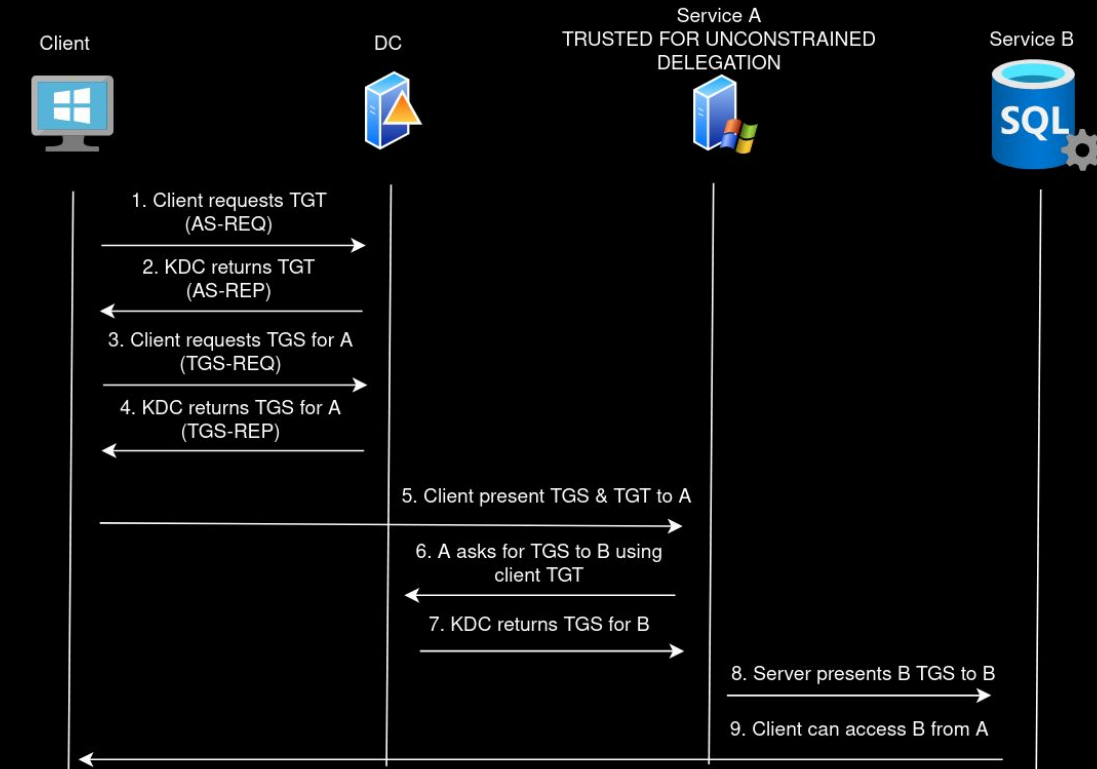 Client
DC
Service A
TRUSTED FOR UNCONSTRAINED
DELEGATION
Service B
SQL
1. Client requests TGT
(AS-REQ)
2. KDC returns TGT
(AS-REP)
3. Client requests TGS for A
(TGS-REQ)
4. KDC returns TGS for A
(TGS-REP)
5. Client present TGS & TGT to A
6. A asks for TGS to B using
client TGT
7. KDC returns TGS for B
8. Server presents B TGS to B
9. Client can access B from A